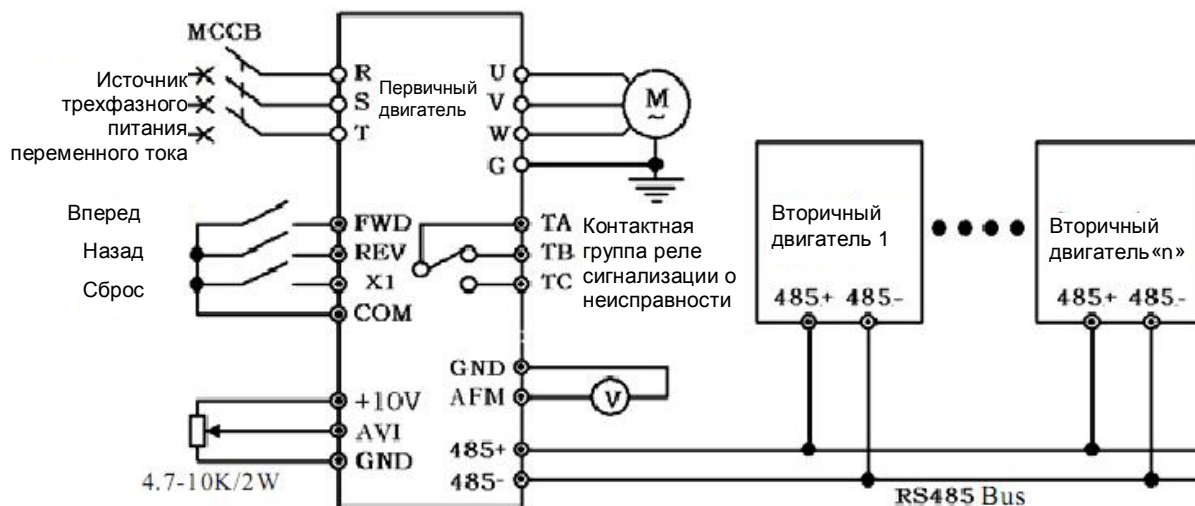 MCCB
Источник
трехфазного
питания
переменного тока
R
S
T
Первичный
двигатель
U
V
W
G
M
~
Вперед
Назад
Сброс
FWD
REV
X1
COM
TA
TB
TC
Контактная
группа реле
сигнализации о
неисправности
+10V
AVI
GND
4.7-10K/2W
GND
AFM
V
485+
485-
Вторичный
двигатель 1
485+ 485-
Вторичный
двигатель«n»
485+ 485-
RS485 Bus